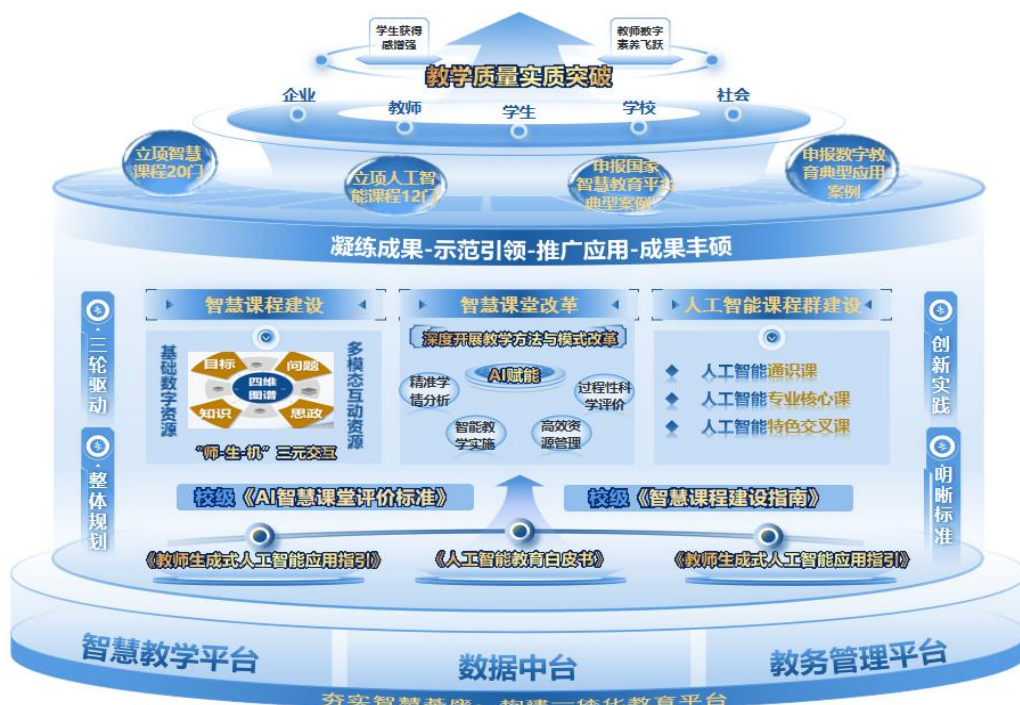 学生获得
感增强
教师数字
素养飞跃
教学质量实质突破
企业
教师
学生
学校
社会
立项智慧
课程20门
立项人工智
能课程12门
申报国家
智慧教育平台
典型案例
申报数字教
育典型应用
案例
凝练成果-示范引领-推广应用-成果丰硕
三轮驱动
整体规划
智慧课程建设
基础数字资源
目标
问题
四维
图谱
知识
思政
多模态互动资源
“师-生-机”三元交互
智慧课堂改革
深度开展教学方法与模式改革
AI赋能
精准学
情分析
过程性科
学评价
智能教
学实施
高效资
源管理
人工智能课程群建设
人工智能通识课
人工智能专业核心课
人工智能特色交叉课
创新实践
明晰标准
校级《AI智慧课堂评价标准》
校级《智慧课程建设指南》
《教师生成式人工智能应用指引》
《人工智能教育白皮书》
《教师生成式人工智能应用指引》
智慧教学平台
数据中台
教务管理平台
夯实智慧基座，构建一体化教育平台